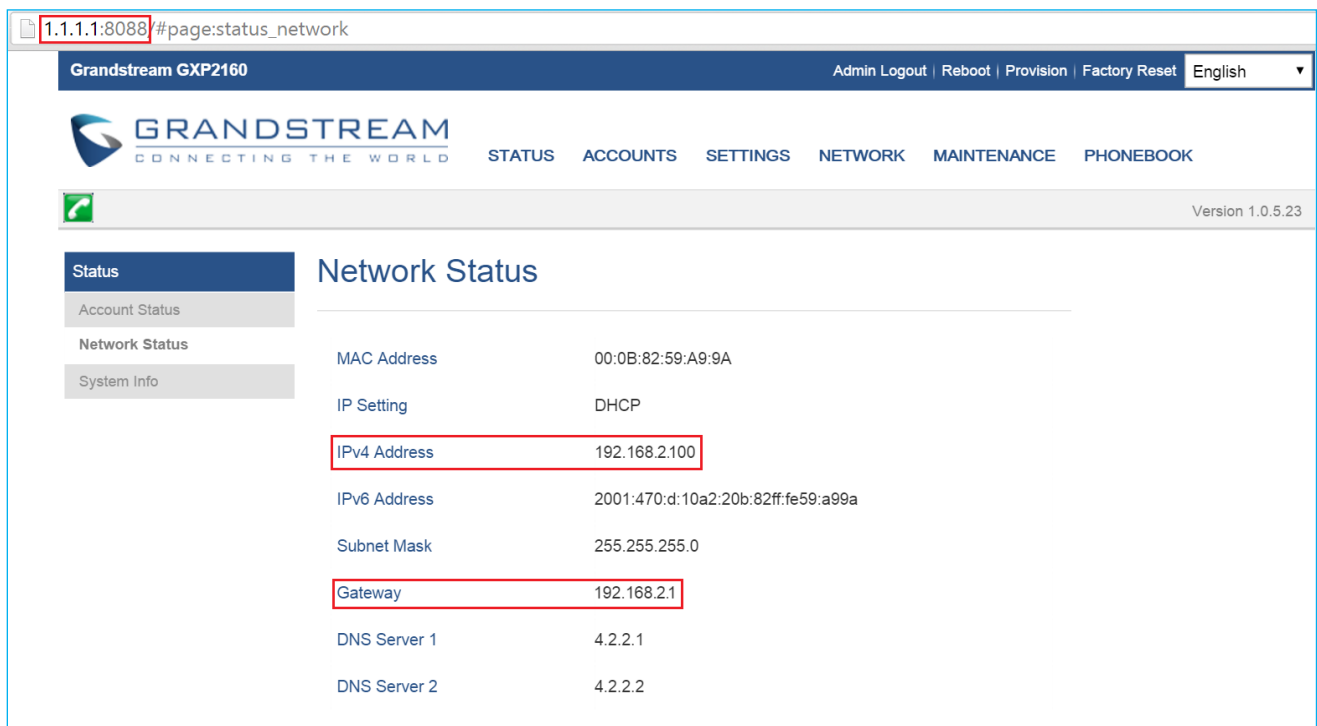 1.1.1.1:8088/#page:status_network
Grandstream GXP2160 Admin Logout | Reboot | Provision | Factory Reset English
GRANDSTREAM
CONNECTING THE WORLD
STATUS ACCOUNTS SETTINGS NETWORK MAINTENANCE PHONEBOOK
Version 1.0.5.23
Status
Account Status
Network Status
System Info
Network Status
MAC Address 00:0B:82:59:A9:9A
IP Setting DHCP
IPv4 Address 192.168.2.100
IPv6 Address 2001:470:d:10a2:20b:82ff:fe59:a99a
Subnet Mask 255.255.255.0
Gateway 192.168.2.1
DNS Server 1 4.2.2.1
DNS Server 2 4.2.2.2